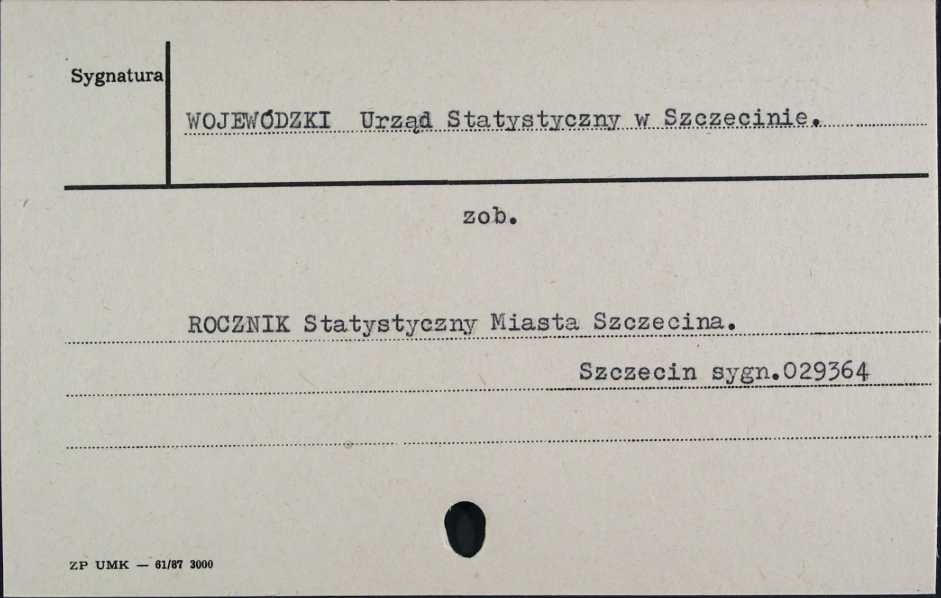 Sygnatura
WOJEWÓDZKI Urząd Statystyczny w Szczecinie.
zob.
ROCZNIK Statystyczny Miasta Szczecina.
Szczecin sygn.029364
ZP UMK — 61/87 3000